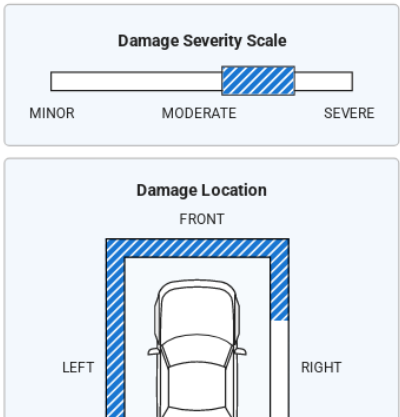 Damage Severity Scale
MINOR MODERATE SEVERE
Damage Location
FRONT
LEFT RIGHT